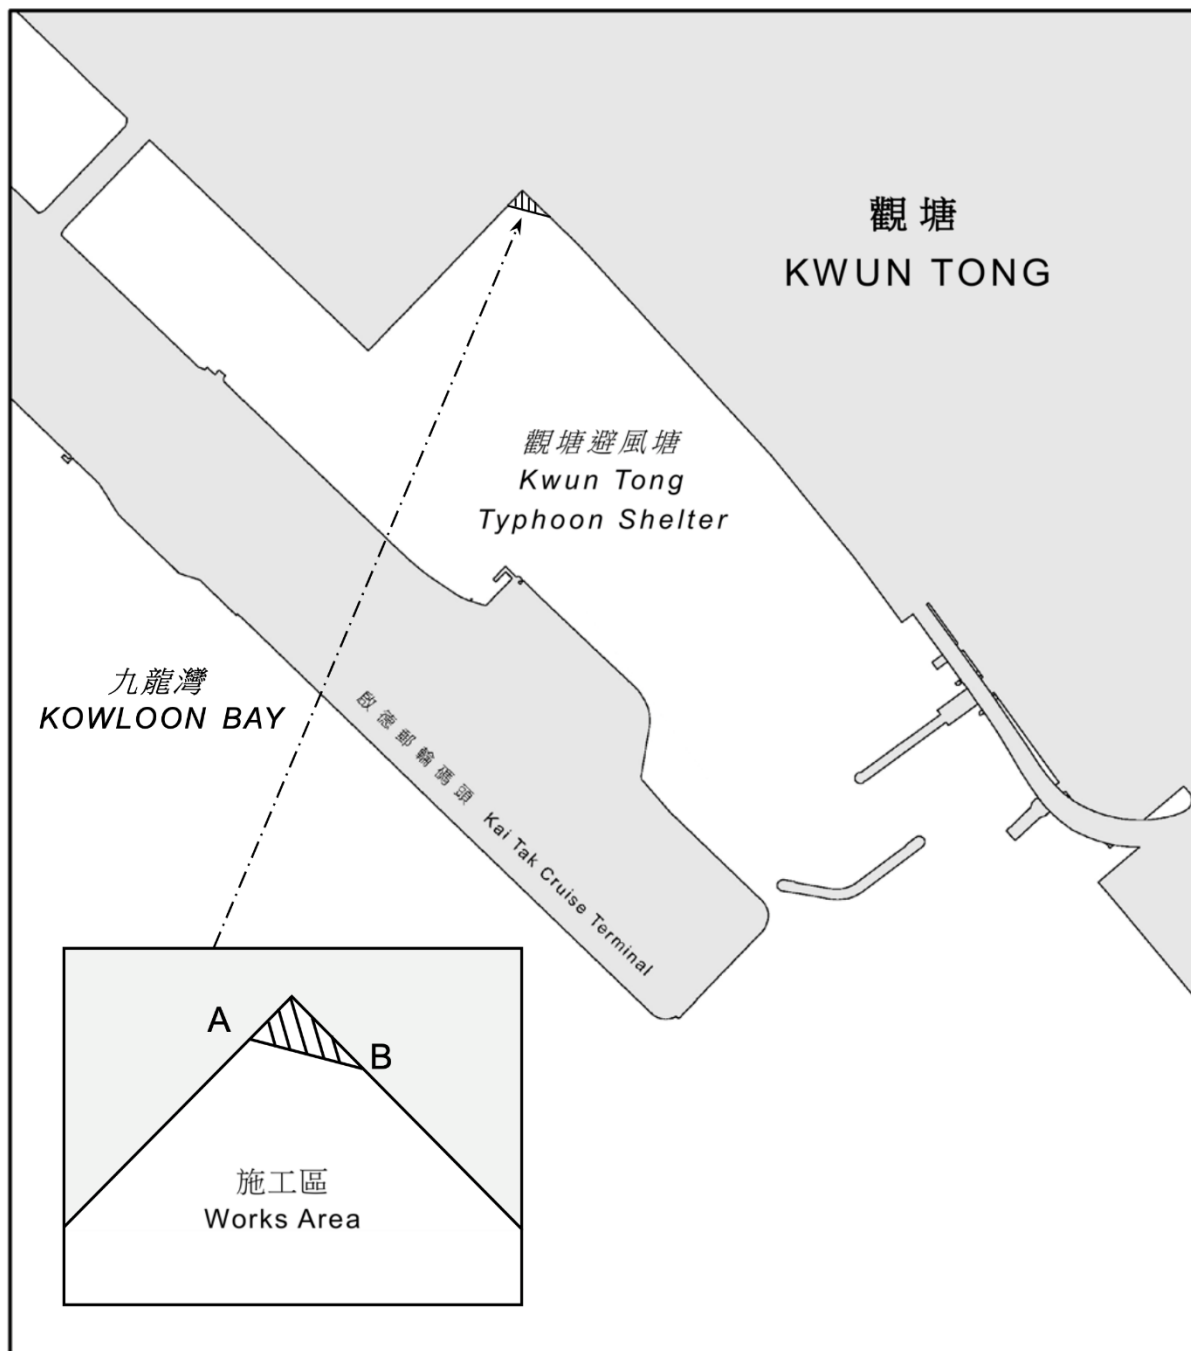 觀塘
KWUN TONG
觀塘避風塘
Kwun Tong
Typhoon Shelter
九龍灣
KOWLOON BAY
啟德郵輪碼頭 Kai Tak Cruise Terminal
A
B
施工區
Works Area